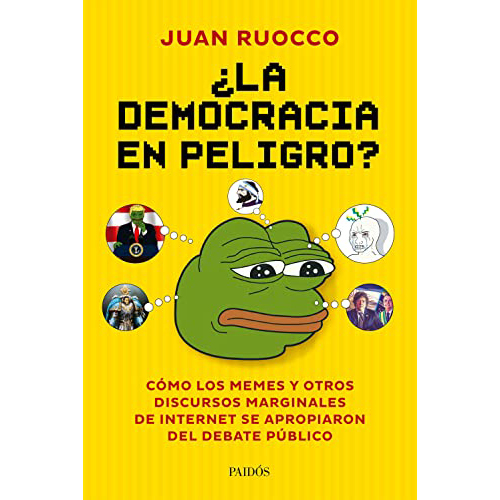 JUAN RUOCCO
¿LA
DEMOCRACIA
EN PELIGRO?
CÓMO LOS MEMES Y OTROS
DISCURSOS MARGINALES
DE INTERNET SE APROPIARON
DEL DEBATE PÚBLICO
PAIDÓS